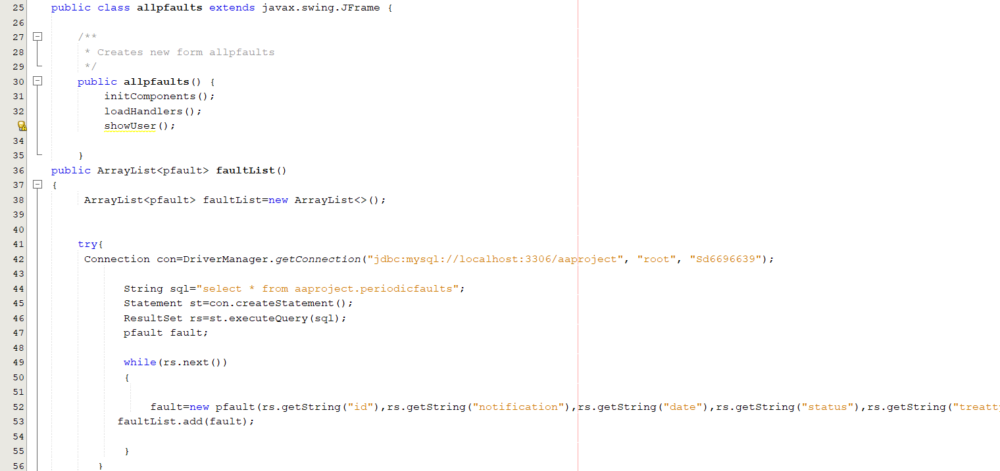 25 public class allpfaults extends javax.swing.JFrame {
26
27 /**
28 * Creates new form allpfaults
29 */
30 public allpfaults() {
31 initComponents();
32 loadHandlers();
showUser();
34
35 }
36 public ArrayList<pfault> faultList()
37 {
38 ArrayList<pfault> faultList=new ArrayList<>();
39
40
41 try{
42 Connection con=DriverManager.getConnection("jdbc:mysql://localhost:3306/aaproject", "root", "Sd6696639");
43
44 String sql="select * from aaproject.periodicfaults";
45 Statement st=con.createStatement();
46 ResultSet rs=st.executeQuery(sql);
47 pfault fault;
48
49 while(rs.next())
50 {
51
52 fault=new pfault(rs.getString("id"),rs.getString("notification"),rs.getString("date"),rs.getString("status"),rs.getString("treatt
53 faultList.add(fault);
54
55 }
56 }